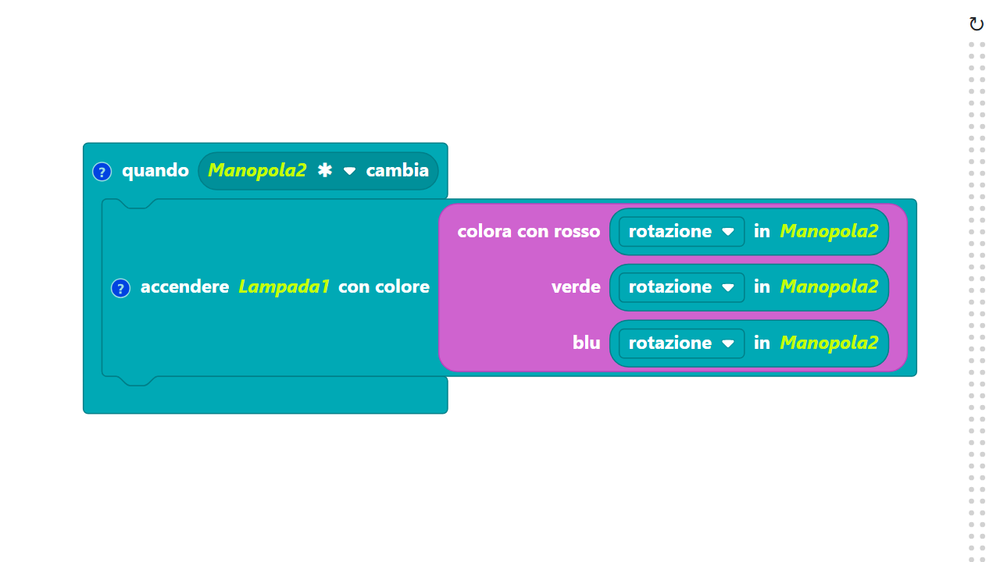 ? quando Manopola2 ✱ cambia
colora con rosso rotazione in Manopola2
? accendere Lampada1 con colore verde rotazione in Manopola2
blu rotazione in Manopola2